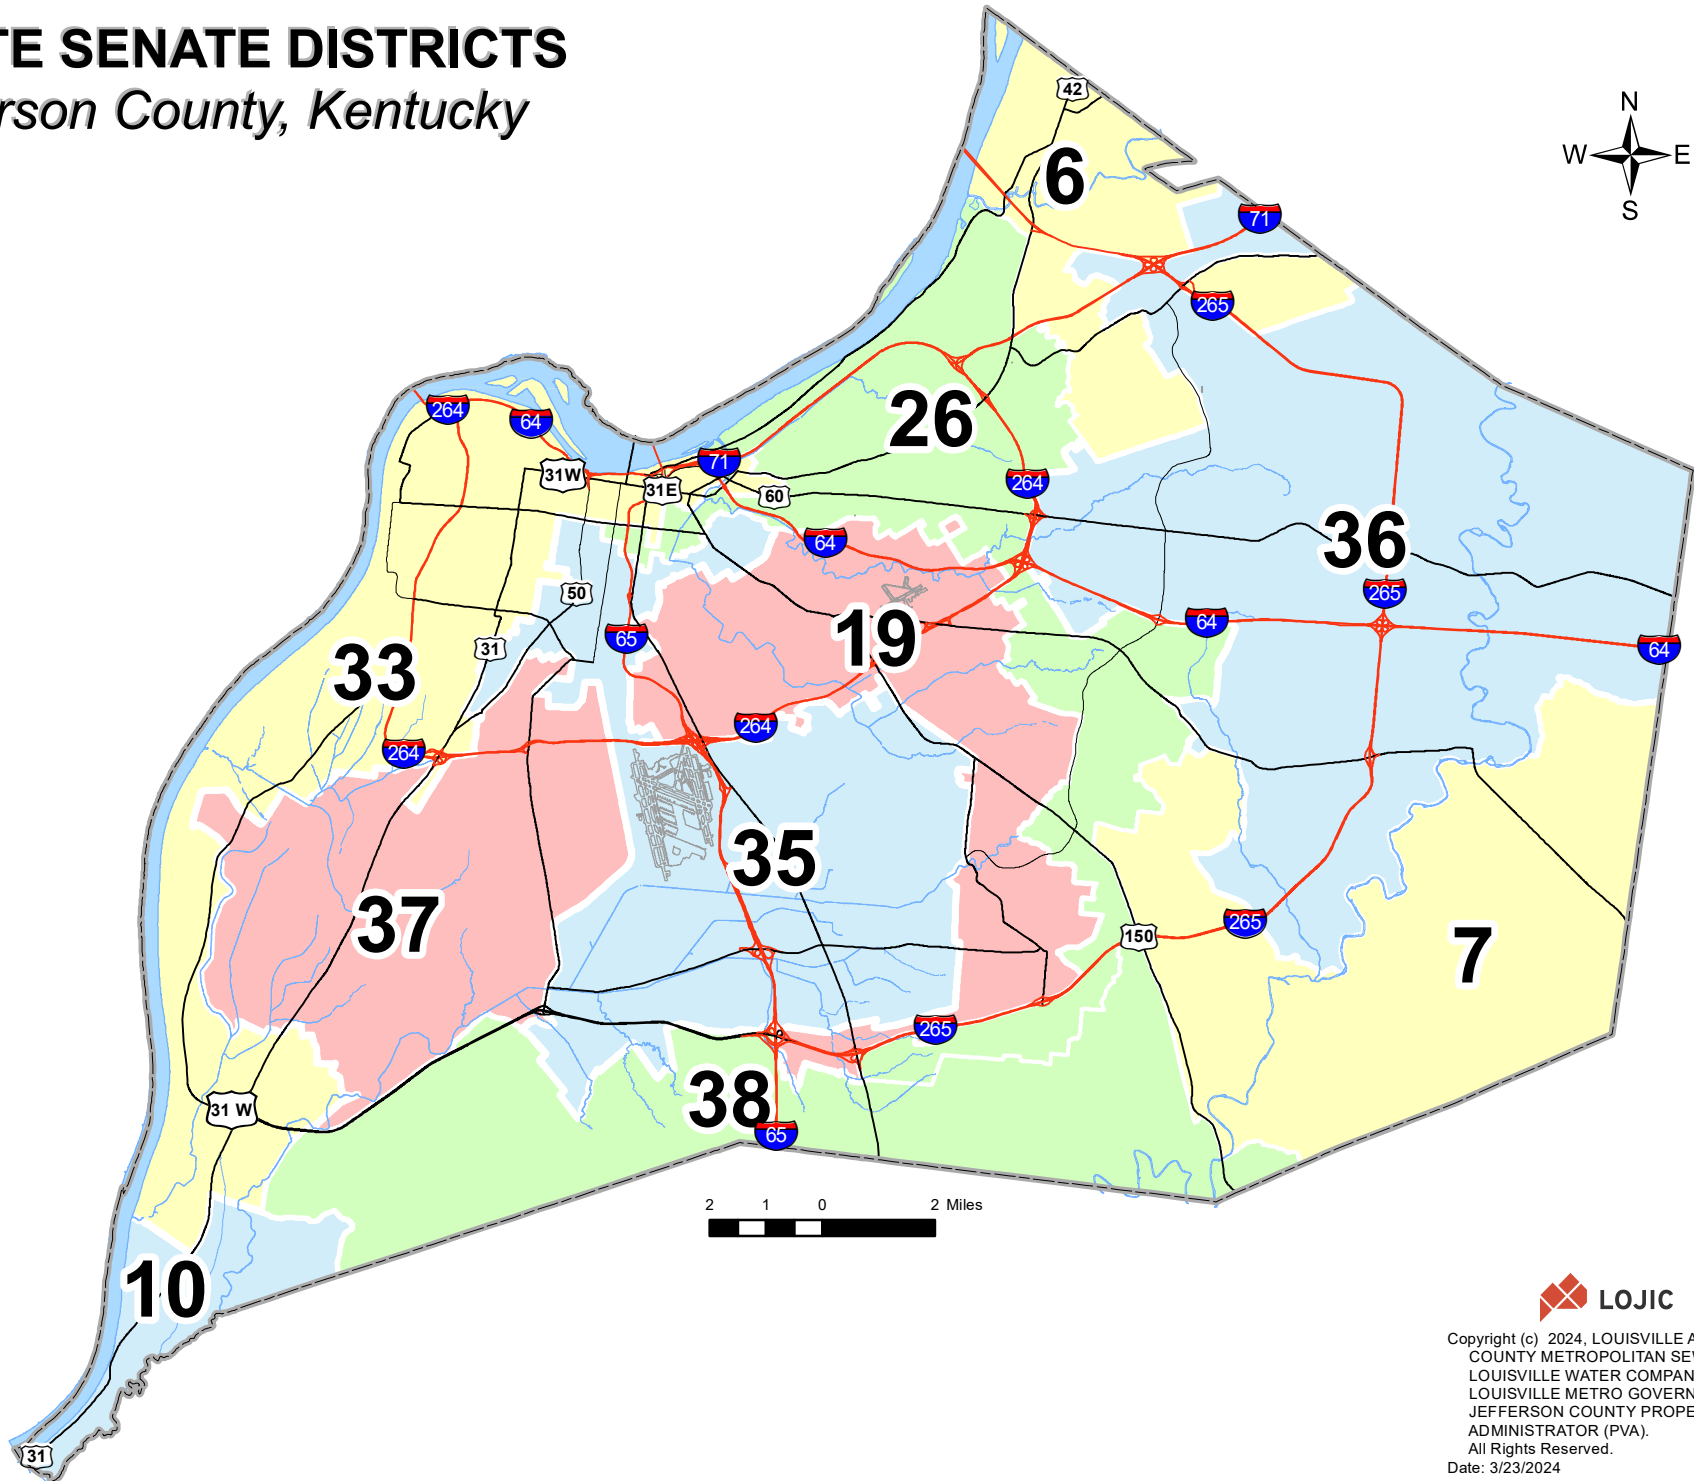 TE SENATE DISTRICTS
rson County, Kentucky
N
W E
S
42
6
71
265
26
264
64
31W
71
31E
60
264
64
36
265
50
19
65
64
64
31
33
264
264
35
37
265
150
7
265
38
31 W
65
2 1 0 2 Miles
10
31
LOJIC
Copyright (c) 2024, LOUISVILLE A
COUNTY METROPOLITAN SE
LOUISVILLE WATER COMPAN
LOUISVILLE METRO GOVERN
JEFFERSON COUNTY PROPE
ADMINISTRATOR (PVA).
All Rights Reserved.
Date: 3/23/2024